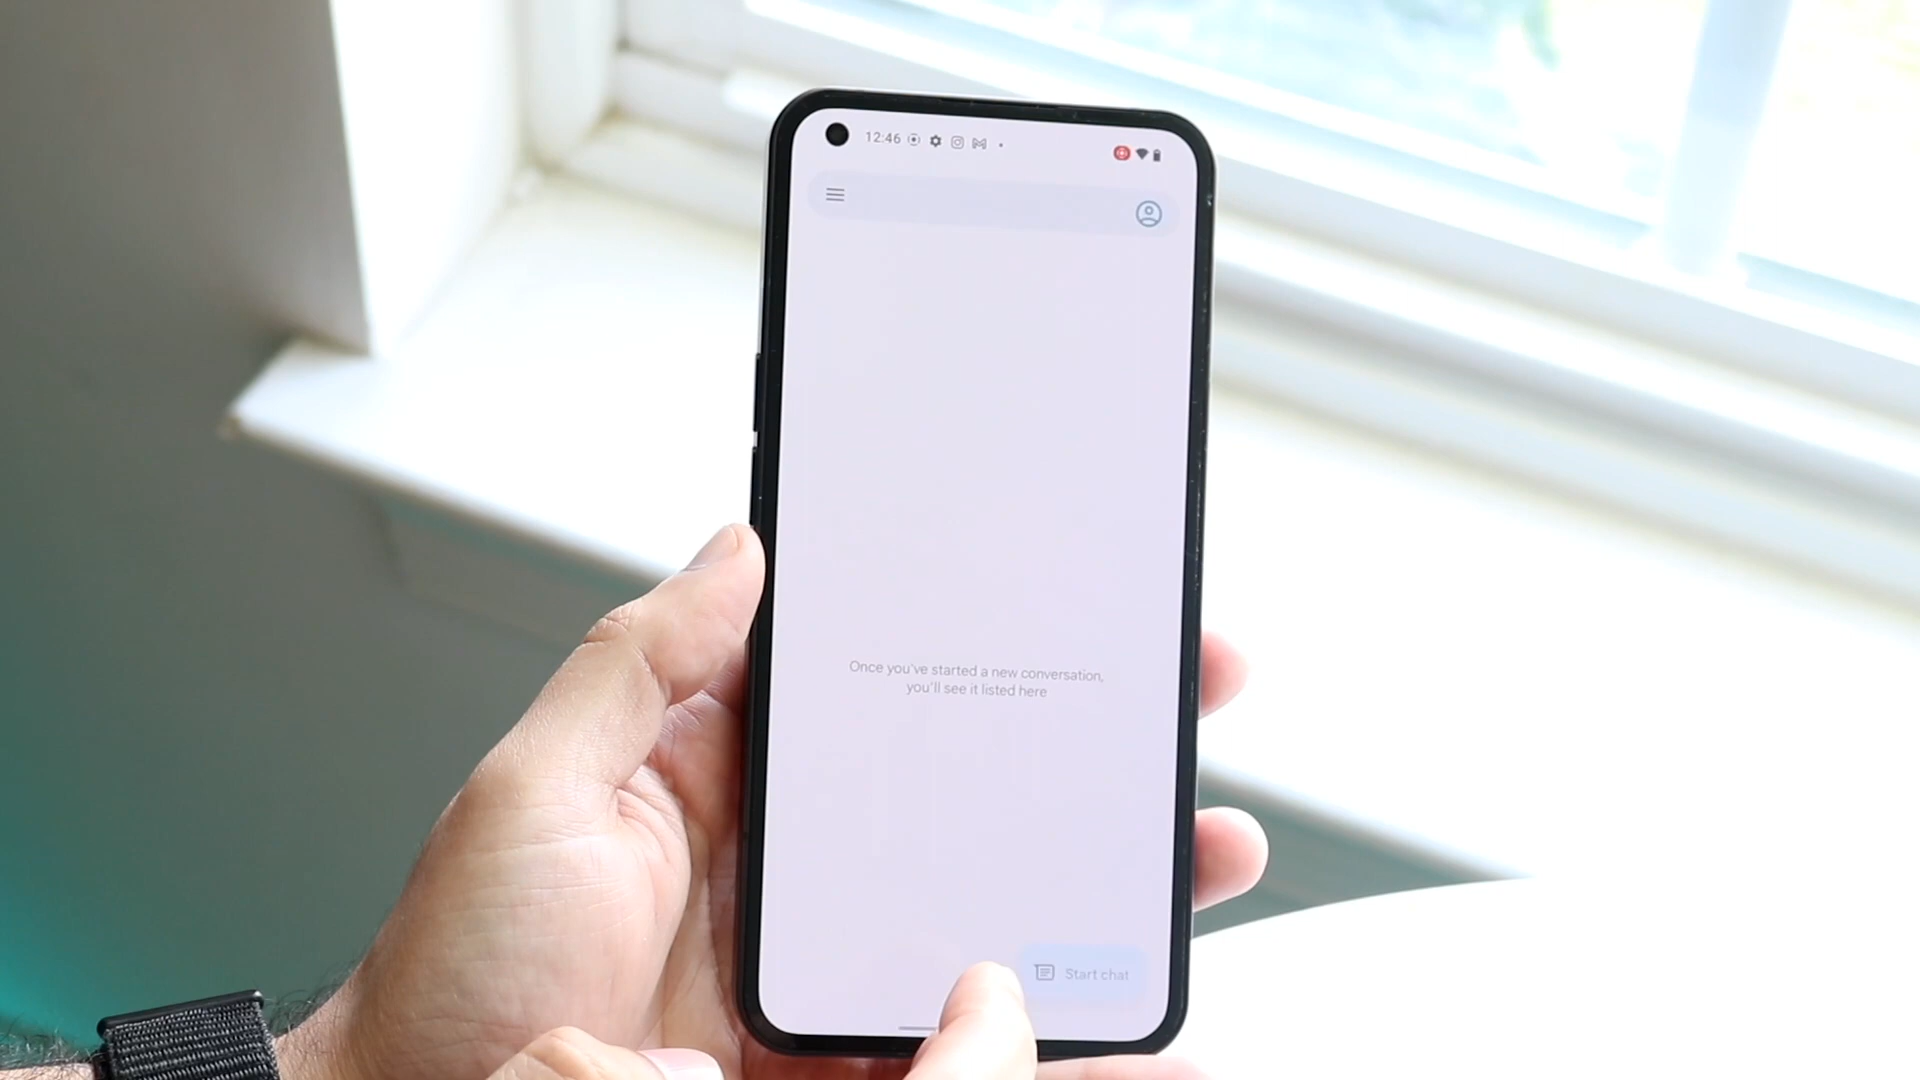 12:46
Once you've started a new conversation,
you'll see it listed here
Start chat